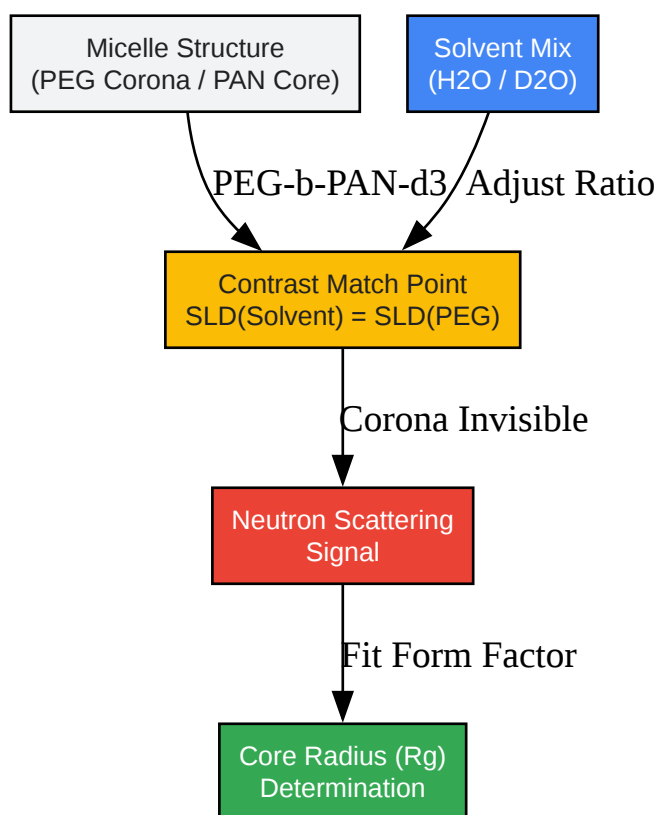 Micelle Structure
(PEG Corona / PAN Core)
Solvent Mix
(H2O / D2O)
PEG-b-PAN-d3
Adjust Ratio
Contrast Match Point
SLD(Solvent) = SLD(PEG)
Corona Invisible
Neutron Scattering
Signal
Fit Form Factor
Core Radius (Rg)
Determination